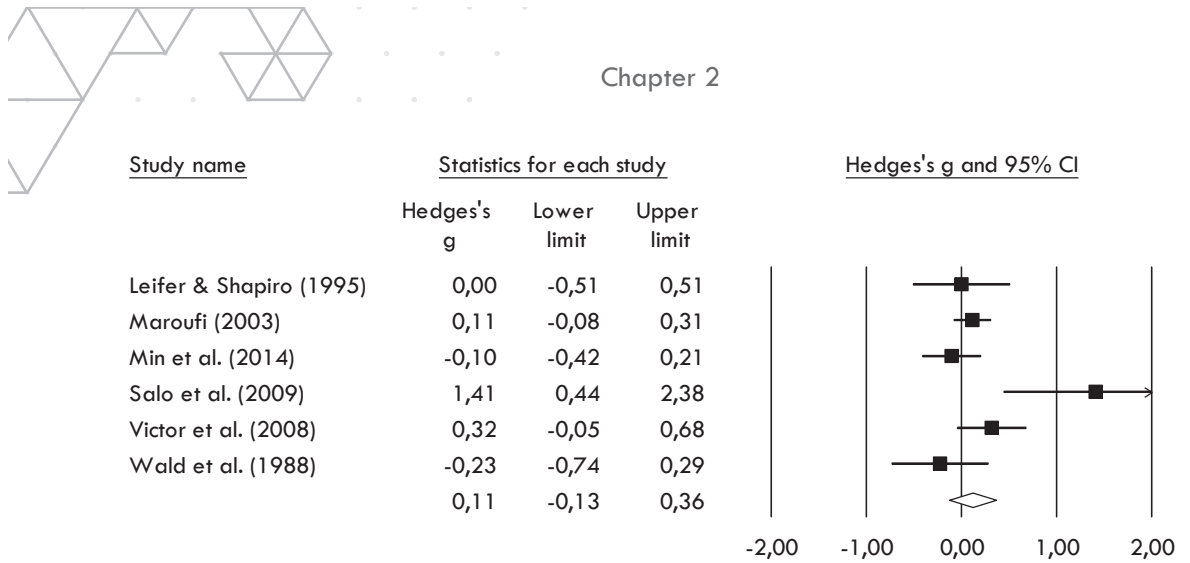 Chapter 2
Study name Statistics for each study Hedges's g and 95% CI
Hedges's Lower Upper
g limit limit
Leifer & Shapiro (1995) 0,00 -0,51 0,51
Maroufi (2003) 0,11 -0,08 0,31
Min et al. (2014) -0,10 -0,42 0,21
Salo et al. (2009) 1,41 0,44 2,38
Victor et al. (2008) 0,32 -0,05 0,68
Wald et al. (1988) -0,23 -0,74 0,29
0,11 -0,13 0,36
-2,00 -1,00 0,00 1,00 2,00